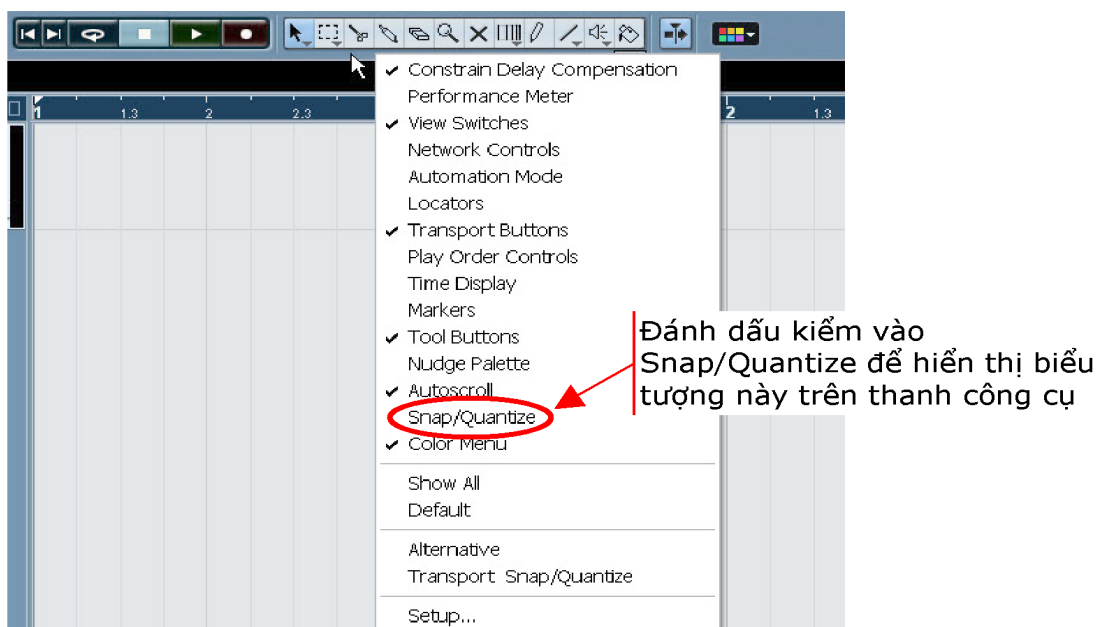 Constrain Delay Compensation
Performance Meter
1 1.3 2 2.3 2 1.3
View Switches
Network Controls
Automation Mode
Locators
Transport Buttons
Play Order Controls
Time Display
Markers
Tool Buttons
Nudge Palette
Autoscroll
Snap/Quantize
Color Menu
Đánh dấu kiểm vào
Snap/Quantize để hiển thị biểu
tượng này trên thanh công cụ
Show All
Default
Alternative
Transport Snap/Quantize
Setup...